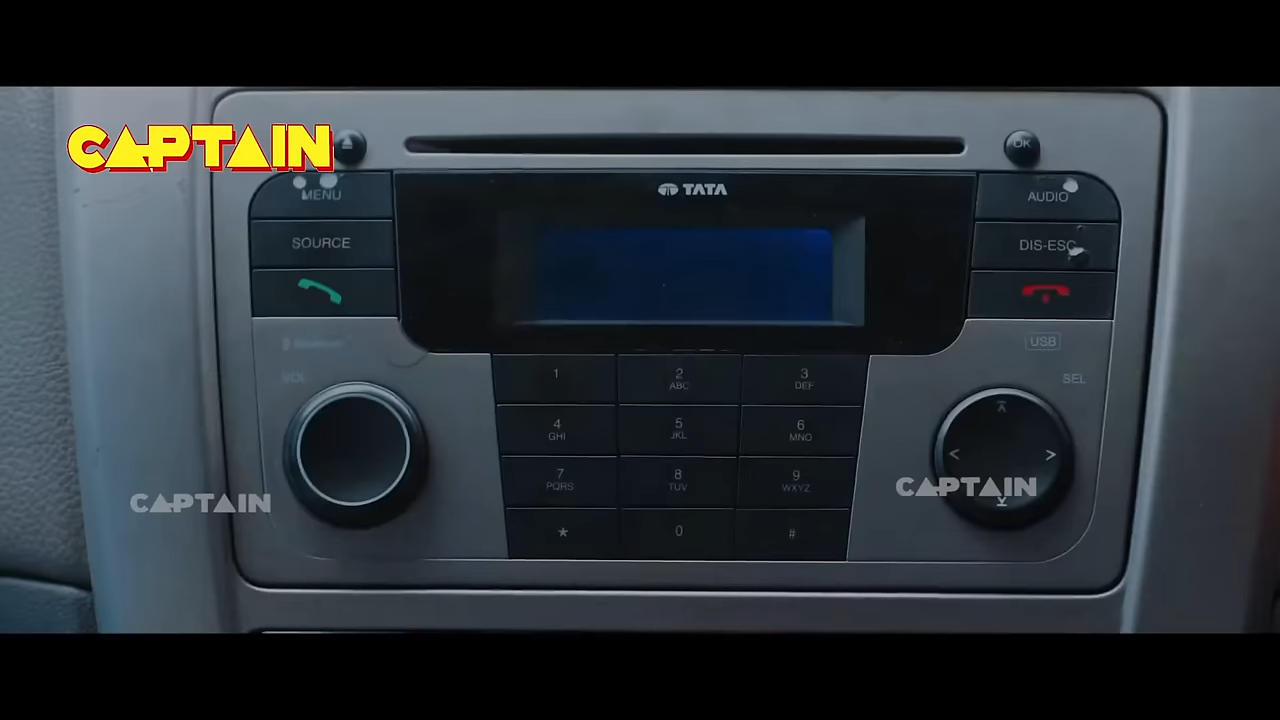 CAPTAIN
OK
MENU
TATA
AUDIO
SOURCE
DIS-ESC
USB
VOL
SEL
1
2
ABC
3
DEF
4
GHI
5
JKL
6
MNO
7
PQRS
8
TUV
9
WXYZ
CAPTAIN
CAPTAIN
*
0
#